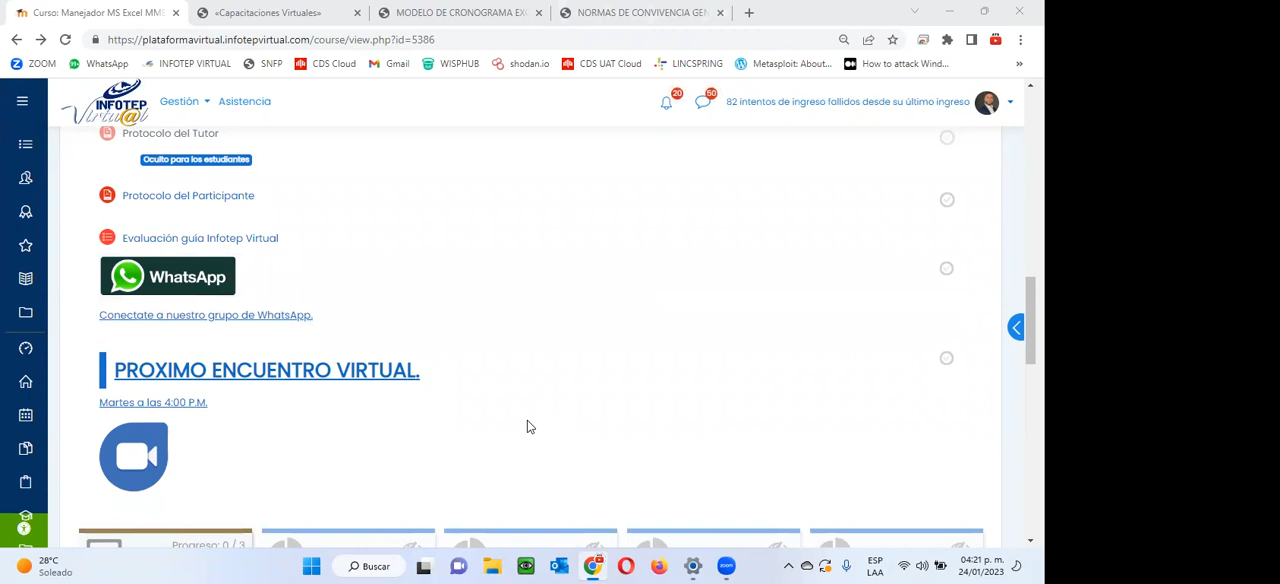 Curso: Manejador MS Excel MME
«Capacitaciones Virtuales»
MODELO DE CRONOGRAMA EXC
NORMAS DE CONVIVENCIA GEN
https://plataformavirtual.infotepvirtual.com/course/view.php?id=5386
ZOOM
WhatsApp
INFOTEP VIRTUAL
SNFP
CDS Cloud
Gmail
WISPHUB
shodan.io
CDS UAT Cloud
LINCSPRING
Metasploit: About...
How to attack Wind...
INFOTEP
Virtu@l
Gestión
Asistencia
20
50
82 intentos de ingreso fallidos desde su último ingreso
Protocolo del Tutor
Oculto para los estudiantes
Protocolo del Participante
Evaluación guía Infotep Virtual
WhatsApp
Conectate a nuestro grupo de WhatsApp.
PROXIMO ENCUENTRO VIRTUAL.
Martes a las 4:00 P.M.
Progreso: 0 / 3
28°C
Soleado
Buscar
zoom
ESP
LAA
04:21 p. m.
24/01/2023